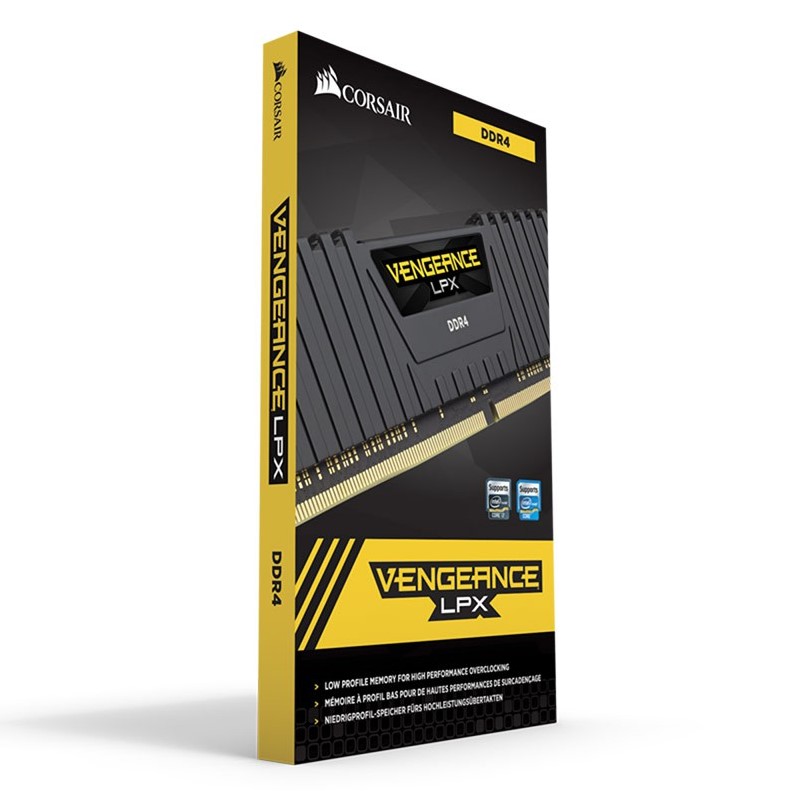 CORSAIR
VENGEANCE LPX
DDR4
CORSAIR
DDR4
VENGEANCE
LPX
DDR4
Supports
Supports
VENGEANCE
LPX
> LOW PROFILE MEMORY FOR HIGH PERFORMANCE OVERCLOCKING
> MÉMOIRE À PROFIL BAS POUR DE HAUTES PERFORMANCES DE SURCADENÇAGE
> NIEDRIGPROFIL-SPEICHER FÜRS HOCHLEISTUNGSÜBERTAKTEN